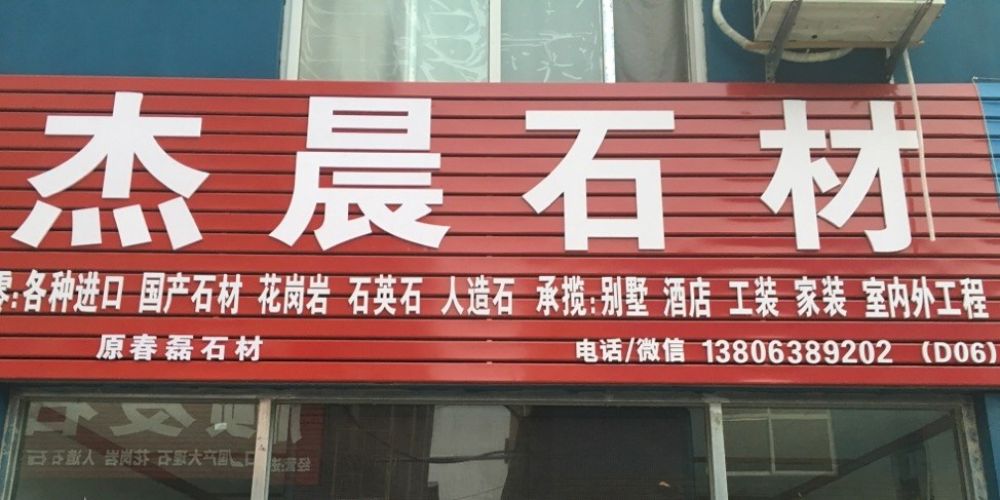 杰晨石材
零:各种进口 国产石材 花岗岩 石英石 人造石 承揽:别墅 酒店 工装 家装 室内外工程
原春磊石材 电话/微信 13806389202 (D06)